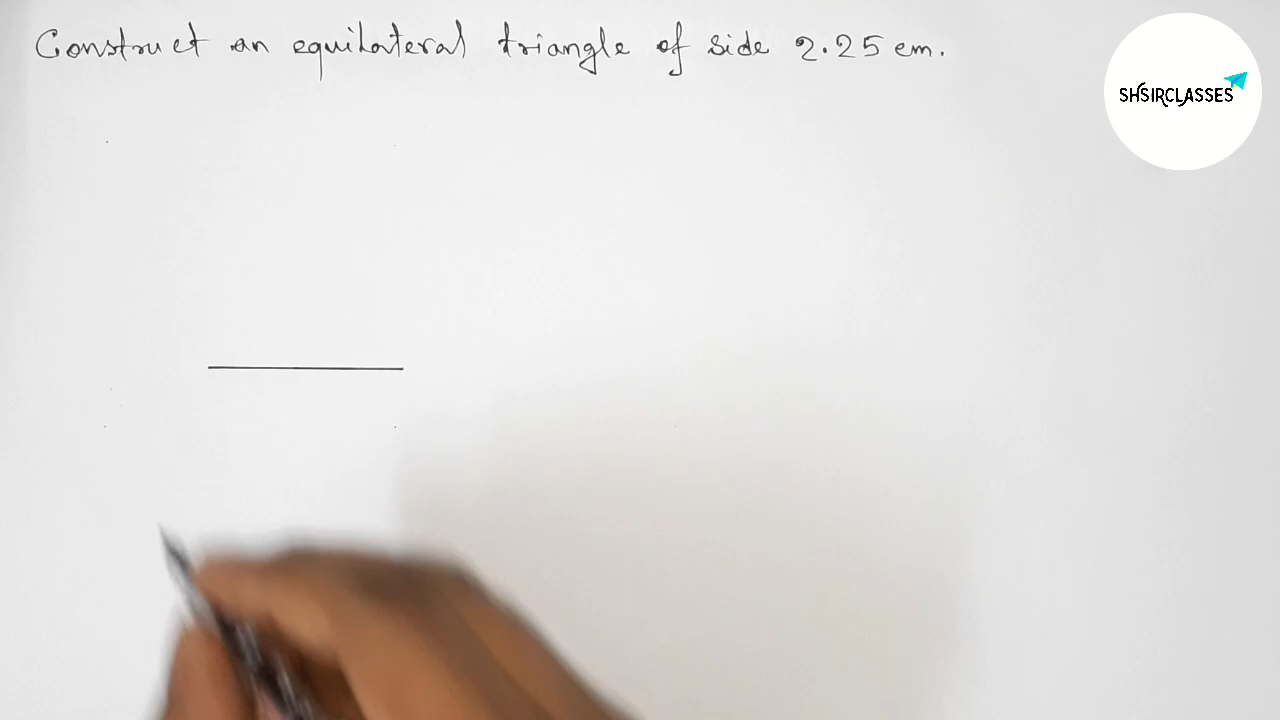 Construct an equilateral triangle of side 2.25 cm.
SHSIRCLASSES